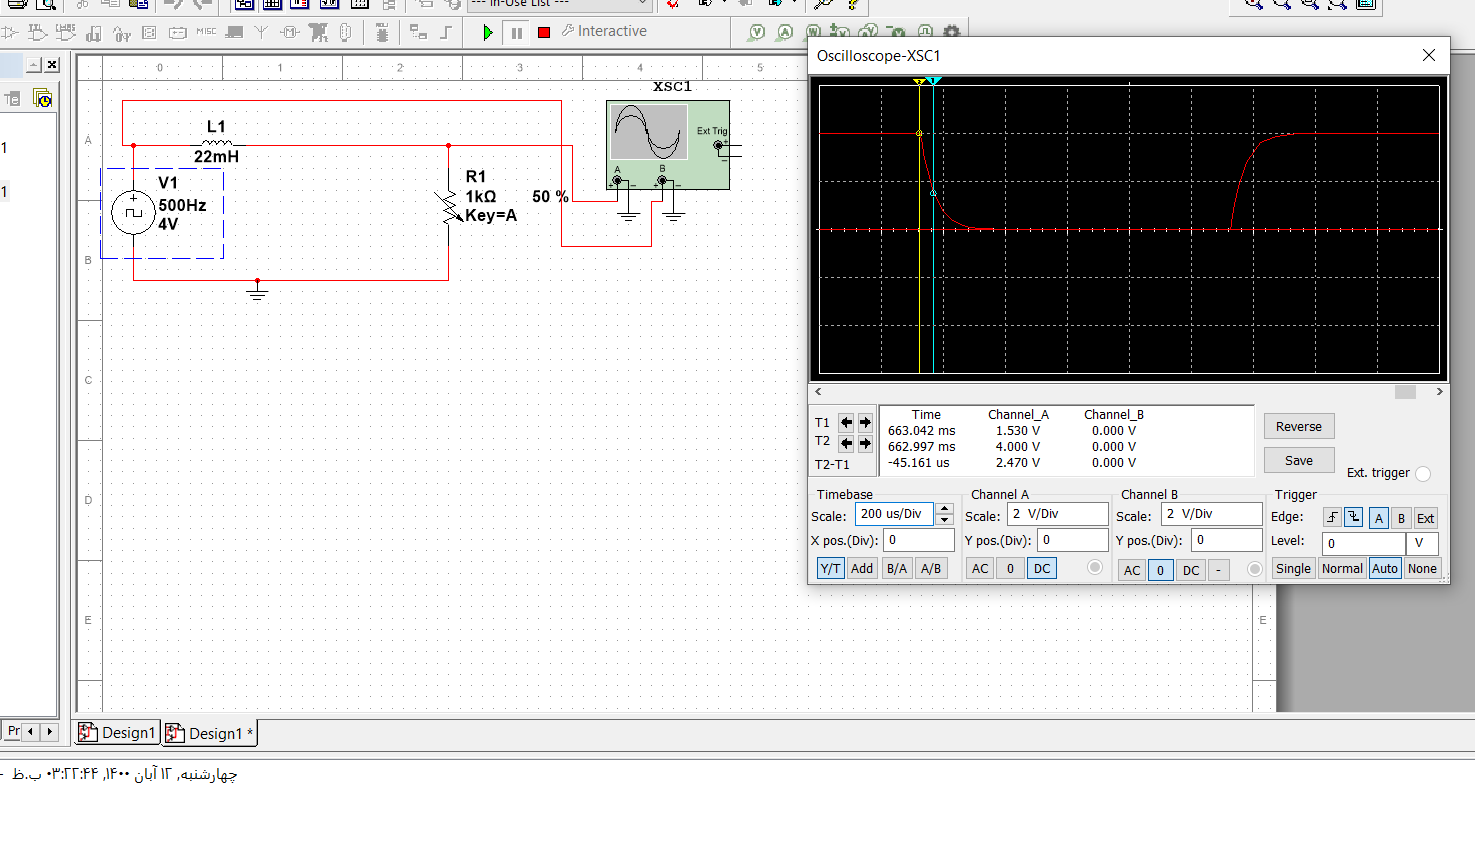 --- In-Use List ---
MISC
Interactive
0
1
2
3
4
5
A
B
C
D
E
E
XSC1
Ext Trig
+
−
A
B
+
−
+
−
L1
22mH
V1
500Hz
4V
R1
1kΩ
Key=A
50 %
Oscilloscope-XSC1
2
1
T1
T2
T2-T1
Time Channel_A Channel_B
663.042 ms 1.530 V 0.000 V
662.997 ms 4.000 V 0.000 V
-45.161 us 2.470 V 0.000 V
Reverse
Save
Ext. trigger
Timebase
Scale: 200 us/Div
X pos.(Div): 0
Y/T Add B/A A/B
Channel A
Scale: 2 V/Div
Y pos.(Div): 0
AC 0 DC
Channel B
Scale: 2 V/Div
Y pos.(Div): 0
AC 0 DC -
Trigger
Edge: A B Ext
Level: 0 V
Single Normal Auto None
1
1
Pr
Design1
Design1 *
چهارشنبه, ۱۲ آبان ۱۴۰۰, ۰۳:۲۲:۴۴ ب.ظ